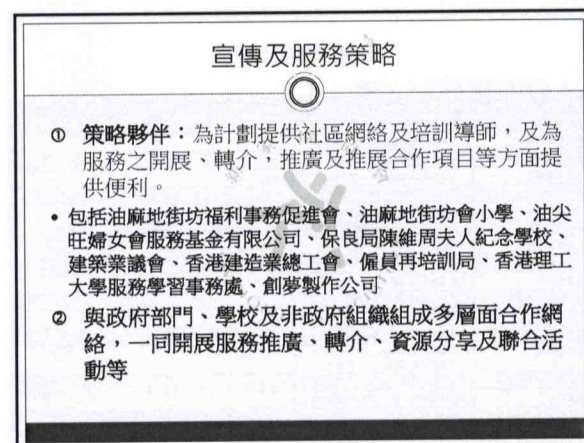 宣傳及服務策略
① 策略夥伴：為計劃提供社區網絡及培訓導師，及為
服務之開展、轉介，推廣及推展合作項目等方面提
供便利。
• 包括油麻地街坊福利事務促進會、油麻地街坊會小學、油尖
旺婦女會服務基金有限公司、保良局陳維周夫人紀念學校、
建築業議會、香港建造業總工會、僱員再培訓局、香港理工
大學服務學習事務處、創夢製作公司
② 與政府部門、學校及非政府組織組成多層面合作網
絡，一同開展服務推廣、轉介、資源分享及聯合活
動等